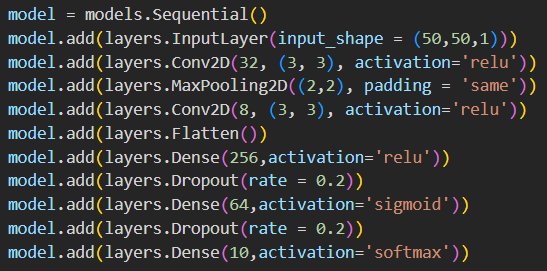 model = models.Sequential()
model.add(layers.InputLayer(input_shape = (50,50,1)))
model.add(layers.Conv2D(32, (3, 3), activation='relu'))
model.add(layers.MaxPooling2D((2,2), padding = 'same'))
model.add(layers.Conv2D(8, (3, 3), activation='relu'))
model.add(layers.Flatten())
model.add(layers.Dense(256,activation='relu'))
model.add(layers.Dropout(rate = 0.2))
model.add(layers.Dense(64,activation='sigmoid'))
model.add(layers.Dropout(rate = 0.2))
model.add(layers.Dense(10,activation='softmax'))